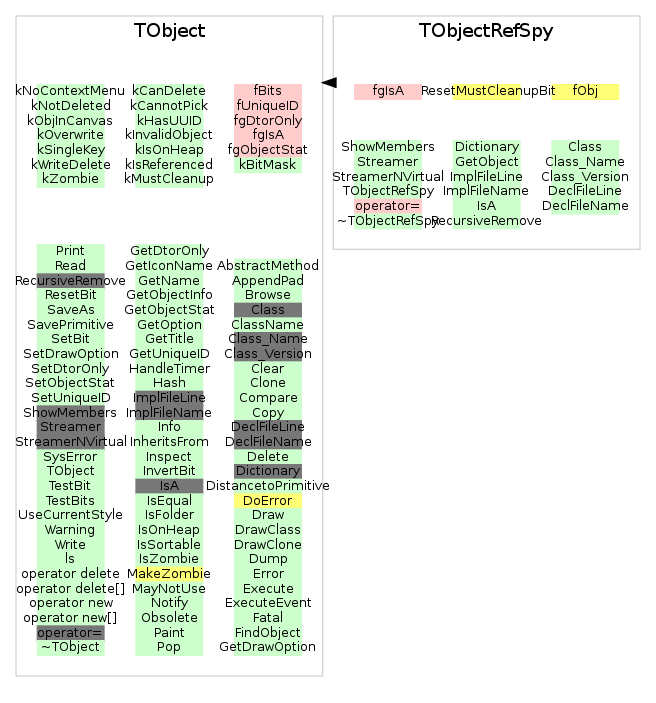 TObject
kNoContextMenu
kNotDeleted
kObjInCanvas
kOverwrite
kSingleKey
kWriteDelete
kZombie
kCanDelete
kCannotPick
kHasUUID
kInvalidObject
kIsOnHeap
kIsReferenced
kMustCleanup
fBits
fUniqueID
fgDtorOnly
fgIsA
fgObjectStat
kBitMask
Print
Read
RecursiveRemove
ResetBit
SaveAs
SavePrimitive
SetBit
SetDrawOption
SetDtorOnly
SetObjectStat
SetUniqueID
ShowMembers
Streamer
StreamerNVirtual
SysError
TObject
TestBit
TestBits
UseCurrentStyle
Warning
Write
ls
operator delete
operator delete[]
operator new
operator new[]
operator=
~TObject
GetDtorOnly
GetIconName
GetName
GetObjectInfo
GetObjectStat
GetOption
GetTitle
GetUniqueID
HandleTimer
Hash
ImplFileLine
ImplFileName
Info
InheritsFrom
Inspect
InvertBit
IsA
IsEqual
IsFolder
IsOnHeap
IsSortable
IsZombie
MakeZombie
MayNotUse
Notify
Obsolete
Paint
Pop
AbstractMethod
AppendPad
Browse
Class
ClassName
Class_Name
Class_Version
Clear
Clone
Compare
Copy
DeclFileLine
DeclFileName
Delete
Dictionary
DistancetoPrimitive
DoError
Draw
DrawClass
DrawClone
Dump
Error
Execute
ExecuteEvent
Fatal
FindObject
GetDrawOption
TObjectRefSpy
fgIsA
ResetMustCleanupBit
fObj
ShowMembers
Streamer
StreamerNVirtual
TObjectRefSpy
operator=
~TObjectRefSpy
Dictionary
GetObject
ImplFileLine
ImplFileName
IsA
RecursiveRemove
Class
Class_Name
Class_Version
DeclFileLine
DeclFileName